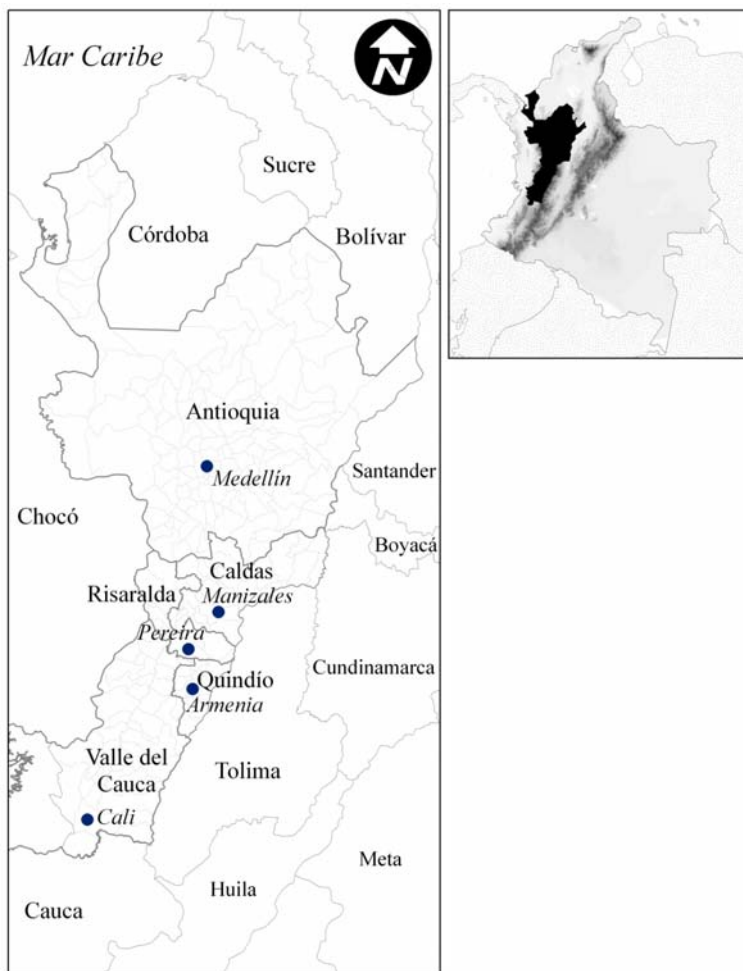 Mar Caribe
N
Sucre
Córdoba
Bolívar
Antioquia
Medellín
Santander
Chocó
Boyacá
Caldas
Risaralda
Manizales
Pereira
Cundinamarca
Quindío
Armenia
Valle del
Cauca
Tolima
Cali
Meta
Huila
Cauca